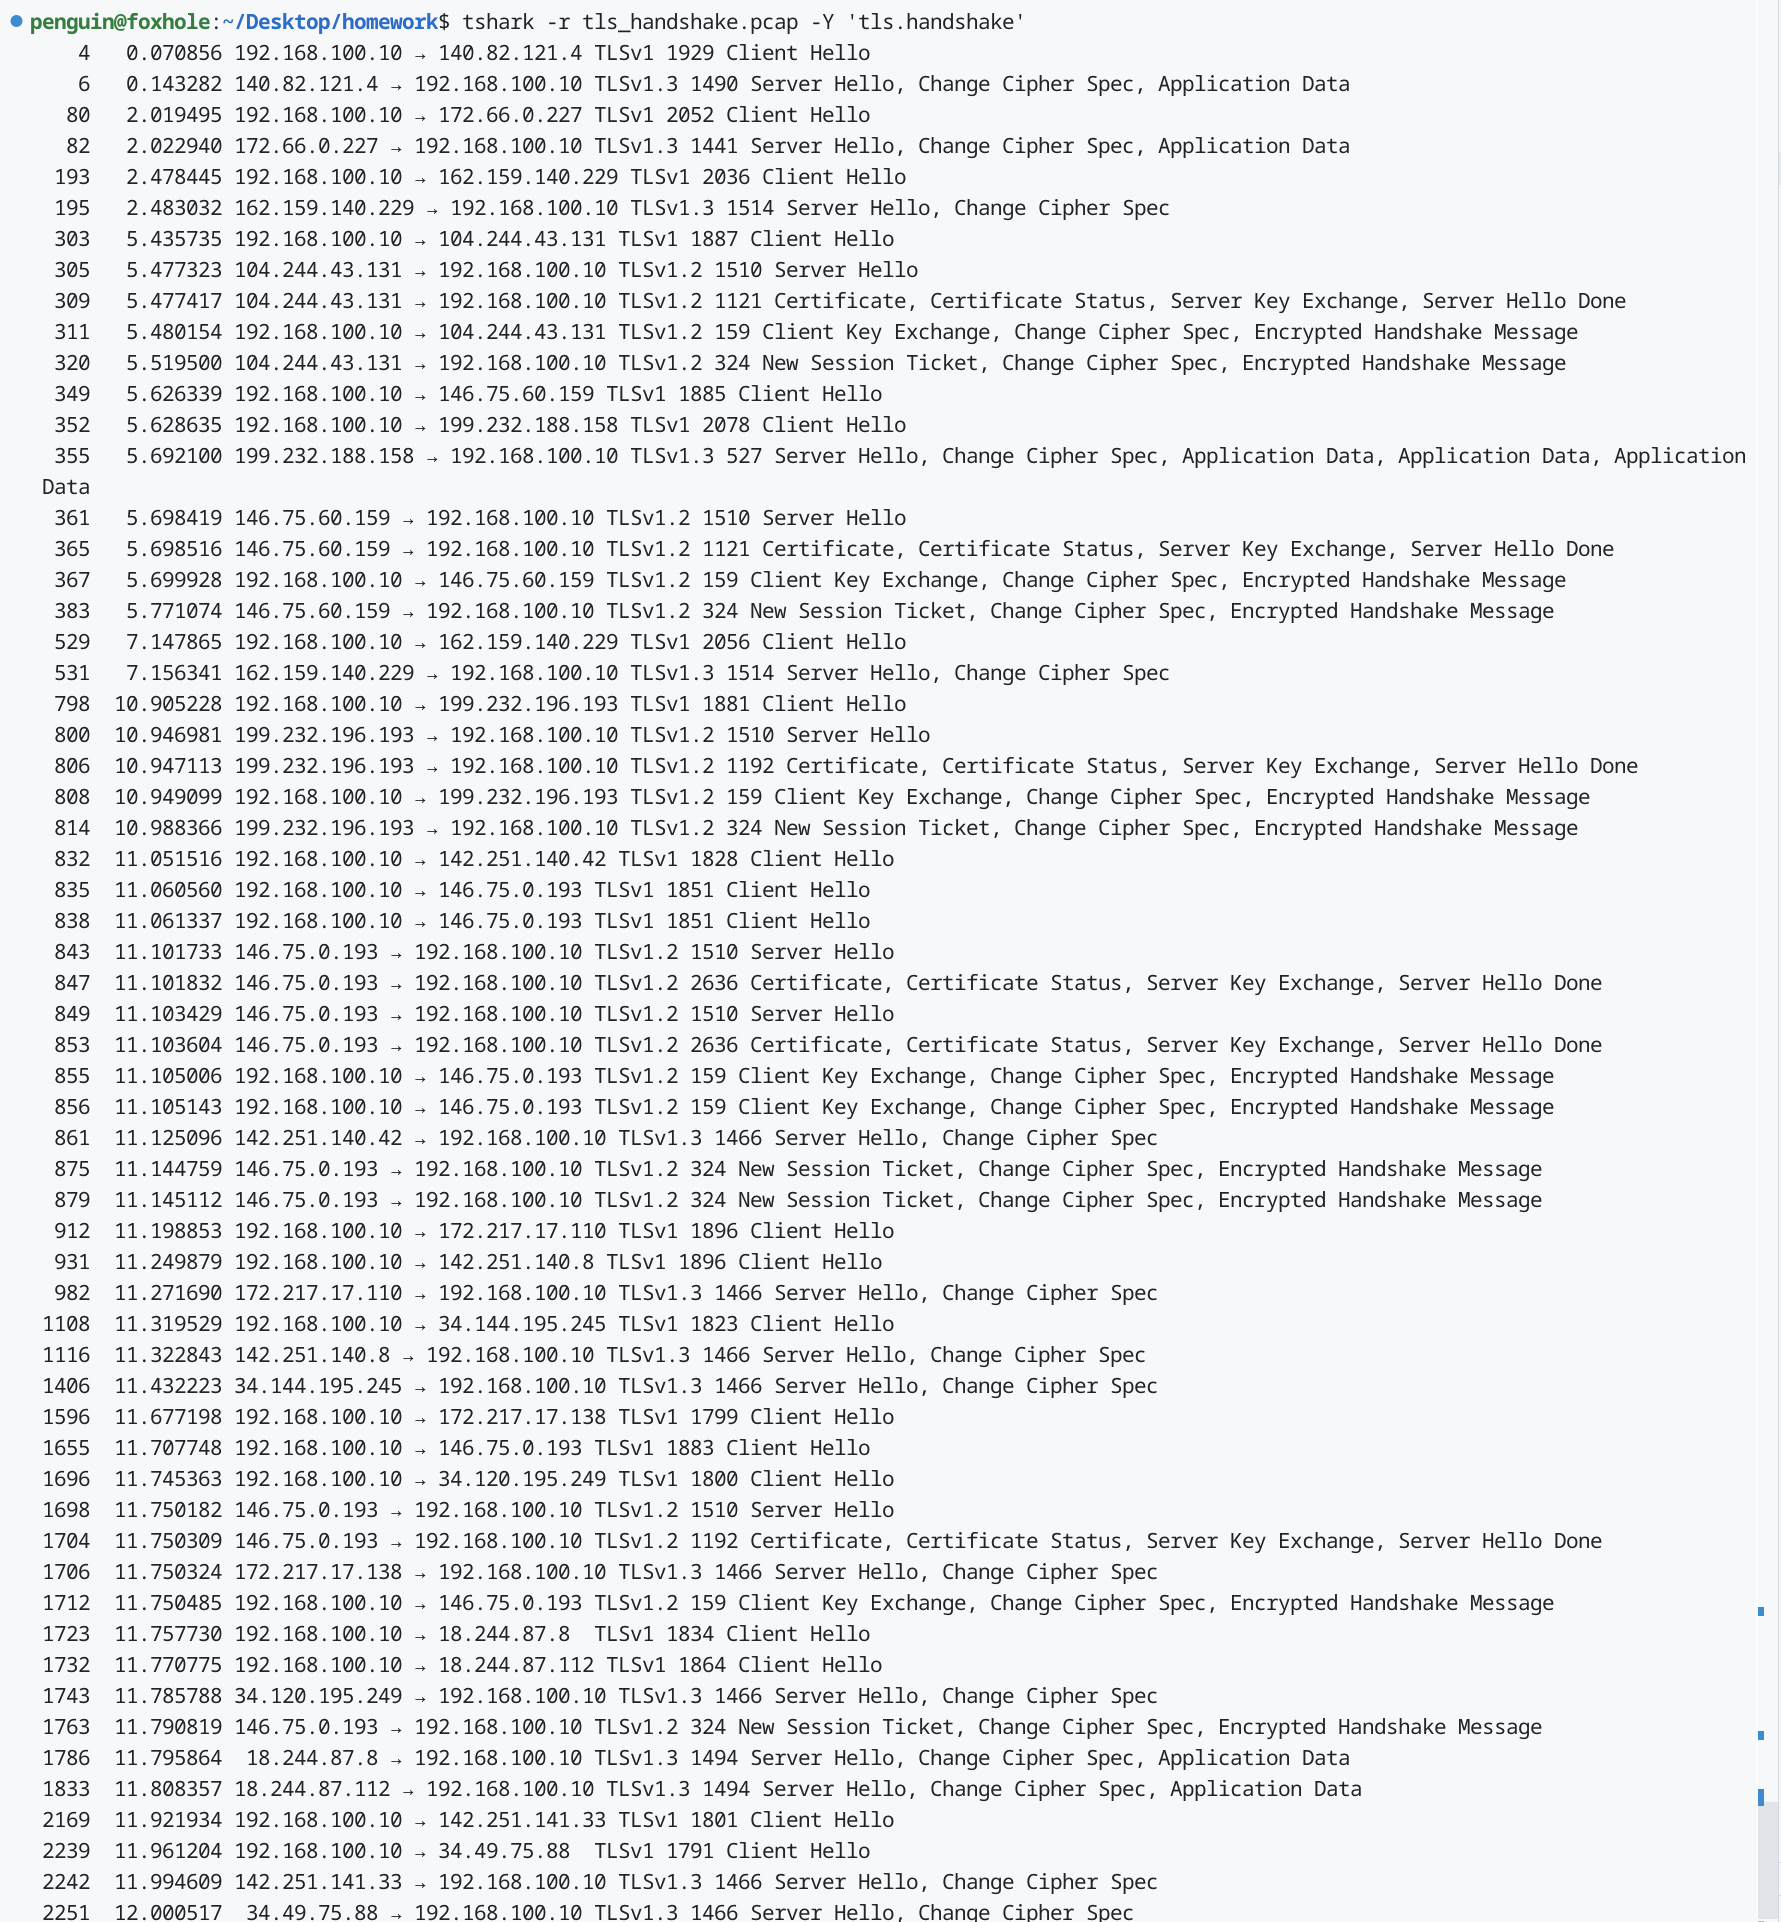 penguin@foxhole:~/Desktop/homework$ tshark -r tls_handshake.pcap -Y 'tls.handshake'
4 0.070856 192.168.100.10 → 140.82.121.4 TLSv1 1929 Client Hello
6 0.143282 140.82.121.4 → 192.168.100.10 TLSv1.3 1490 Server Hello, Change Cipher Spec, Application Data
80 2.019495 192.168.100.10 → 172.66.0.227 TLSv1 2052 Client Hello
82 2.022940 172.66.0.227 → 192.168.100.10 TLSv1.3 1441 Server Hello, Change Cipher Spec, Application Data
193 2.478445 192.168.100.10 → 162.159.140.229 TLSv1 2036 Client Hello
195 2.483032 162.159.140.229 → 192.168.100.10 TLSv1.3 1514 Server Hello, Change Cipher Spec
303 5.435735 192.168.100.10 → 104.244.43.131 TLSv1 1887 Client Hello
305 5.477323 104.244.43.131 → 192.168.100.10 TLSv1.2 1510 Server Hello
309 5.477417 104.244.43.131 → 192.168.100.10 TLSv1.2 1121 Certificate, Certificate Status, Server Key Exchange, Server Hello Done
311 5.480154 192.168.100.10 → 104.244.43.131 TLSv1.2 159 Client Key Exchange, Change Cipher Spec, Encrypted Handshake Message
320 5.519500 104.244.43.131 → 192.168.100.10 TLSv1.2 324 New Session Ticket, Change Cipher Spec, Encrypted Handshake Message
349 5.626339 192.168.100.10 → 146.75.60.159 TLSv1 1885 Client Hello
352 5.628635 192.168.100.10 → 199.232.188.158 TLSv1 2078 Client Hello
355 5.692100 199.232.188.158 → 192.168.100.10 TLSv1.3 527 Server Hello, Change Cipher Spec, Application Data, Application Data, Application
Data
361 5.698419 146.75.60.159 → 192.168.100.10 TLSv1.2 1510 Server Hello
365 5.698516 146.75.60.159 → 192.168.100.10 TLSv1.2 1121 Certificate, Certificate Status, Server Key Exchange, Server Hello Done
367 5.699928 192.168.100.10 → 146.75.60.159 TLSv1.2 159 Client Key Exchange, Change Cipher Spec, Encrypted Handshake Message
383 5.771074 146.75.60.159 → 192.168.100.10 TLSv1.2 324 New Session Ticket, Change Cipher Spec, Encrypted Handshake Message
529 7.147865 192.168.100.10 → 162.159.140.229 TLSv1 2056 Client Hello
531 7.156341 162.159.140.229 → 192.168.100.10 TLSv1.3 1514 Server Hello, Change Cipher Spec
798 10.905228 192.168.100.10 → 199.232.196.193 TLSv1 1881 Client Hello
800 10.946981 199.232.196.193 → 192.168.100.10 TLSv1.2 1510 Server Hello
806 10.947113 199.232.196.193 → 192.168.100.10 TLSv1.2 1192 Certificate, Certificate Status, Server Key Exchange, Server Hello Done
808 10.949099 192.168.100.10 → 199.232.196.193 TLSv1.2 159 Client Key Exchange, Change Cipher Spec, Encrypted Handshake Message
814 10.988366 199.232.196.193 → 192.168.100.10 TLSv1.2 324 New Session Ticket, Change Cipher Spec, Encrypted Handshake Message
832 11.051516 192.168.100.10 → 142.251.140.42 TLSv1 1828 Client Hello
835 11.060560 192.168.100.10 → 146.75.0.193 TLSv1 1851 Client Hello
838 11.061337 192.168.100.10 → 146.75.0.193 TLSv1 1851 Client Hello
843 11.101733 146.75.0.193 → 192.168.100.10 TLSv1.2 1510 Server Hello
847 11.101832 146.75.0.193 → 192.168.100.10 TLSv1.2 2636 Certificate, Certificate Status, Server Key Exchange, Server Hello Done
849 11.103429 146.75.0.193 → 192.168.100.10 TLSv1.2 1510 Server Hello
853 11.103604 146.75.0.193 → 192.168.100.10 TLSv1.2 2636 Certificate, Certificate Status, Server Key Exchange, Server Hello Done
855 11.105006 192.168.100.10 → 146.75.0.193 TLSv1.2 159 Client Key Exchange, Change Cipher Spec, Encrypted Handshake Message
856 11.105143 192.168.100.10 → 146.75.0.193 TLSv1.2 159 Client Key Exchange, Change Cipher Spec, Encrypted Handshake Message
861 11.125096 142.251.140.42 → 192.168.100.10 TLSv1.3 1466 Server Hello, Change Cipher Spec
875 11.144759 146.75.0.193 → 192.168.100.10 TLSv1.2 324 New Session Ticket, Change Cipher Spec, Encrypted Handshake Message
879 11.145112 146.75.0.193 → 192.168.100.10 TLSv1.2 324 New Session Ticket, Change Cipher Spec, Encrypted Handshake Message
912 11.198853 192.168.100.10 → 172.217.17.110 TLSv1 1896 Client Hello
931 11.249879 192.168.100.10 → 142.251.140.8 TLSv1 1896 Client Hello
982 11.271690 172.217.17.110 → 192.168.100.10 TLSv1.3 1466 Server Hello, Change Cipher Spec
1108 11.319529 192.168.100.10 → 34.144.195.245 TLSv1 1823 Client Hello
1116 11.322843 142.251.140.8 → 192.168.100.10 TLSv1.3 1466 Server Hello, Change Cipher Spec
1406 11.432223 34.144.195.245 → 192.168.100.10 TLSv1.3 1466 Server Hello, Change Cipher Spec
1596 11.677198 192.168.100.10 → 172.217.17.138 TLSv1 1799 Client Hello
1655 11.707748 192.168.100.10 → 146.75.0.193 TLSv1 1883 Client Hello
1696 11.745363 192.168.100.10 → 34.120.195.249 TLSv1 1800 Client Hello
1698 11.750182 146.75.0.193 → 192.168.100.10 TLSv1.2 1510 Server Hello
1704 11.750309 146.75.0.193 → 192.168.100.10 TLSv1.2 1192 Certificate, Certificate Status, Server Key Exchange, Server Hello Done
1706 11.750324 172.217.17.138 → 192.168.100.10 TLSv1.3 1466 Server Hello, Change Cipher Spec
1712 11.750485 192.168.100.10 → 146.75.0.193 TLSv1.2 159 Client Key Exchange, Change Cipher Spec, Encrypted Handshake Message
1723 11.757730 192.168.100.10 → 18.244.87.8 TLSv1 1834 Client Hello
1732 11.770775 192.168.100.10 → 18.244.87.112 TLSv1 1864 Client Hello
1743 11.785788 34.120.195.249 → 192.168.100.10 TLSv1.3 1466 Server Hello, Change Cipher Spec
1763 11.790819 146.75.0.193 → 192.168.100.10 TLSv1.2 324 New Session Ticket, Change Cipher Spec, Encrypted Handshake Message
1786 11.795864 18.244.87.8 → 192.168.100.10 TLSv1.3 1494 Server Hello, Change Cipher Spec, Application Data
1833 11.808357 18.244.87.112 → 192.168.100.10 TLSv1.3 1494 Server Hello, Change Cipher Spec, Application Data
2169 11.921934 192.168.100.10 → 142.251.141.33 TLSv1 1801 Client Hello
2239 11.961204 192.168.100.10 → 34.49.75.88 TLSv1 1791 Client Hello
2242 11.994609 142.251.141.33 → 192.168.100.10 TLSv1.3 1466 Server Hello, Change Cipher Spec
2251 12.000517 34.49.75.88 → 192.168.100.10 TLSv1.3 1466 Server Hello, Change Cipher Spec